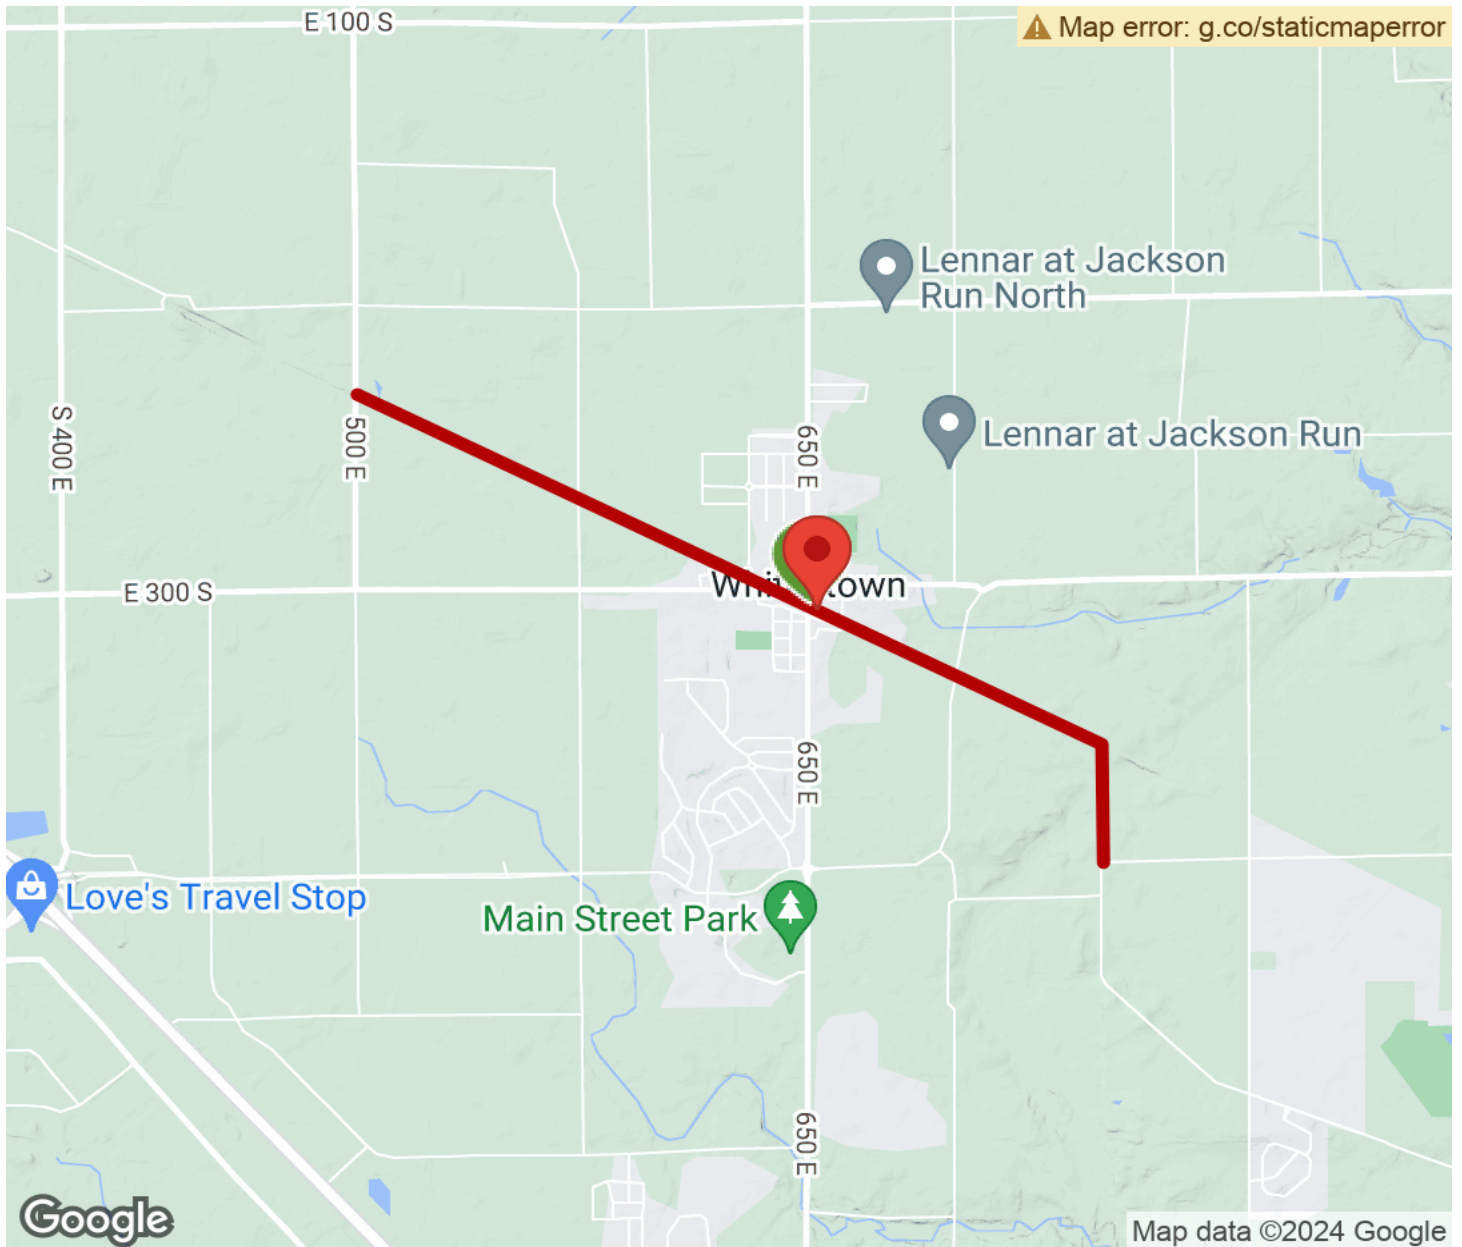 E 100 S
Map error: g.co/staticmaperror
Lennar at Jackson
Run North
S 400 E
500 E
650 E
Lennar at Jackson Run
E 300 S
650 E
Love's Travel Stop
Main Street Park
650 E
Google
Map data ©2024 Google